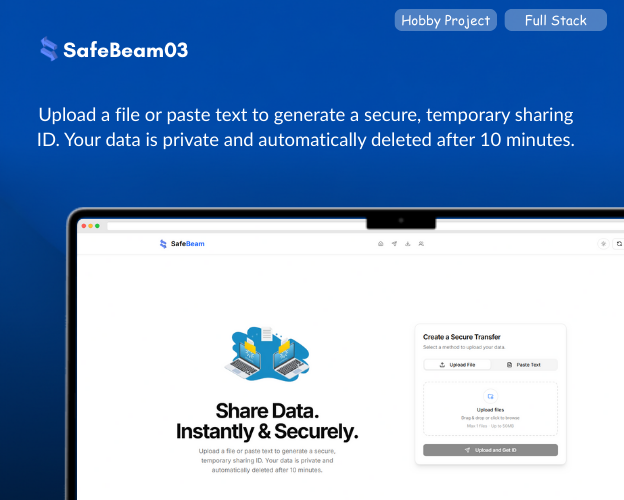 Hobby Project
Full Stack
SafeBeam03
Upload a file or paste text to generate a secure, temporary sharing
ID. Your data is private and automatically deleted after 10 minutes.
SafeBeam
Create a Secure Transfer
Select a method to upload your data.
Upload File
Paste Text
Upload files
Drag & drop or click to browse
Max 5 files · Up to 50MB
Upload and Get ID
Share Data.
Instantly & Securely.
Upload a file or paste text to generate a secure,
temporary sharing ID. Your data is private and
automatically deleted after 10 minutes.